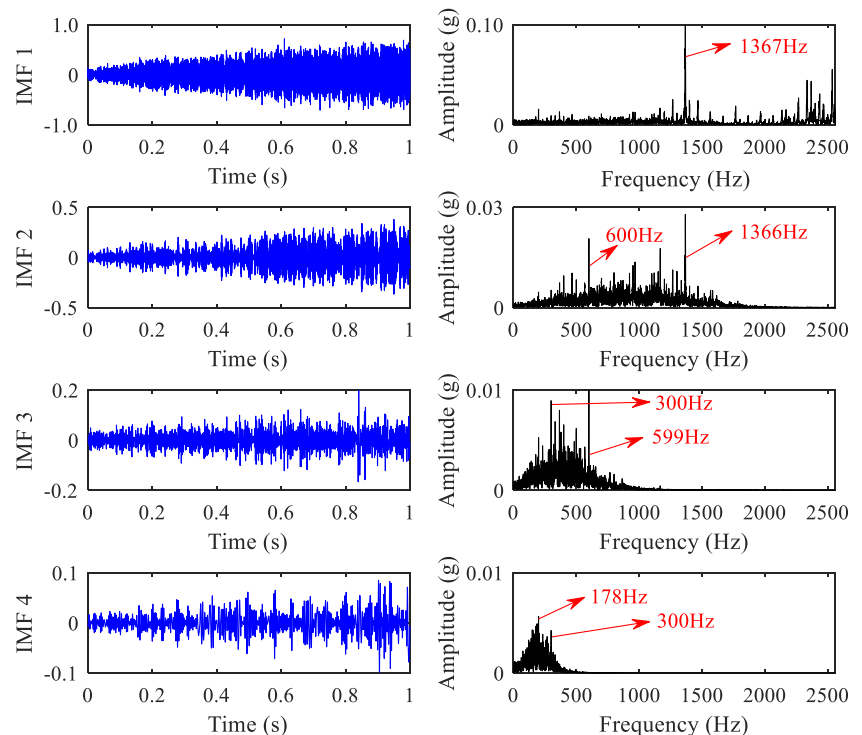 IMF 1
1.0
0
-1.0
0 0.2 0.4 0.6 0.8 1
Time (s)
Amplitude (g)
0.10
0
1367Hz
0 500 1000 1500 2000 2500
Frequency (Hz)
IMF 2
0.5
0
-0.5
0 0.2 0.4 0.6 0.8 1
Time (s)
Amplitude (g)
0.03
0
600Hz
1366Hz
0 500 1000 1500 2000 2500
Frequency (Hz)
IMF 3
0.2
0
-0.2
0 0.2 0.4 0.6 0.8 1
Time (s)
Amplitude (g)
0.01
0
300Hz
599Hz
0 500 1000 1500 2000 2500
Frequency (Hz)
IMF 4
0.1
0
-0.1
0 0.2 0.4 0.6 0.8 1
Time (s)
Amplitude (g)
0.01
0
178Hz
300Hz
0 500 1000 1500 2000 2500
Frequency (Hz)